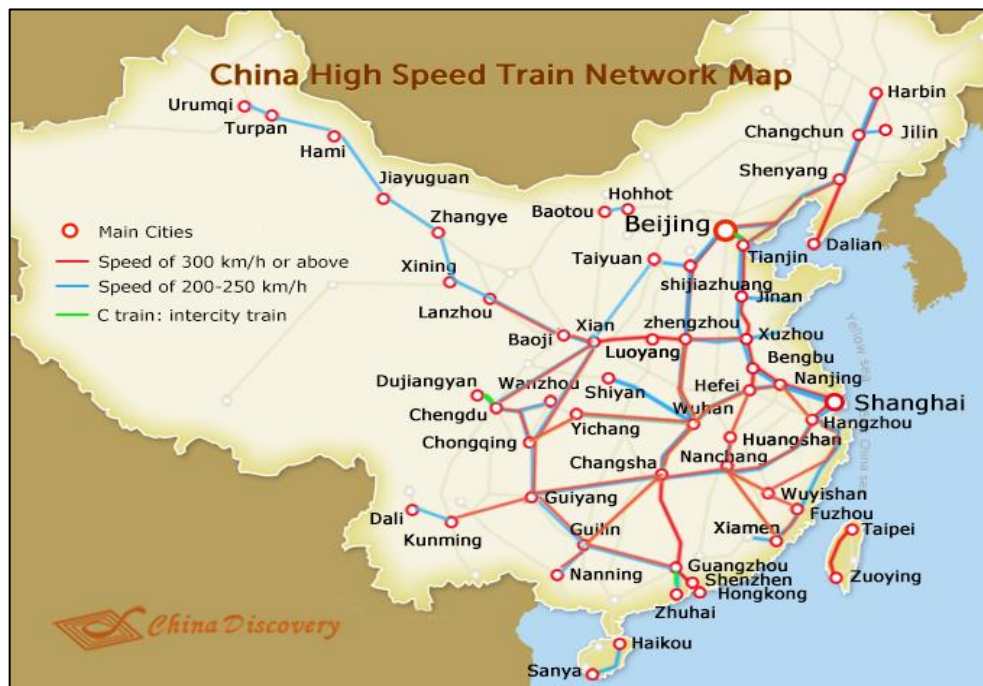 China High Speed Train Network Map
Harbin
Urumqi
Turpan
Changchun
Jilin
Hami
Shenyang
Jiayuguan
Hohhot
Baotou
Beijing
Zhangye
Main Cities
Dalian
Tianjin
Taiyuan
Speed of 300 km/h or above
Xining
shijiazhuang
Speed of 200-250 km/h
Jinan
Lanzhou
C train: intercity train
Xian
zhengzhou
Xuzhou
Yellow sea
Baoji
Luoyang
Bengbu
Dujiangyan
Wanzhou
Shiyan
Hefei
Nanjing
Shanghai
Chengdu
Wuhan
Hangzhou
Yichang
Chongqing
Huangshan
China sea
Changsha
Nanchang
Guiyang
Wuyishan
Dali
Fuzhou
Kunming
Guilin
Xiamen
Taipei
Guangzhou
Nanning
Shenzhen
Zuoying
Hongkong
Zhuhai
China Discovery
Haikou
Sanya